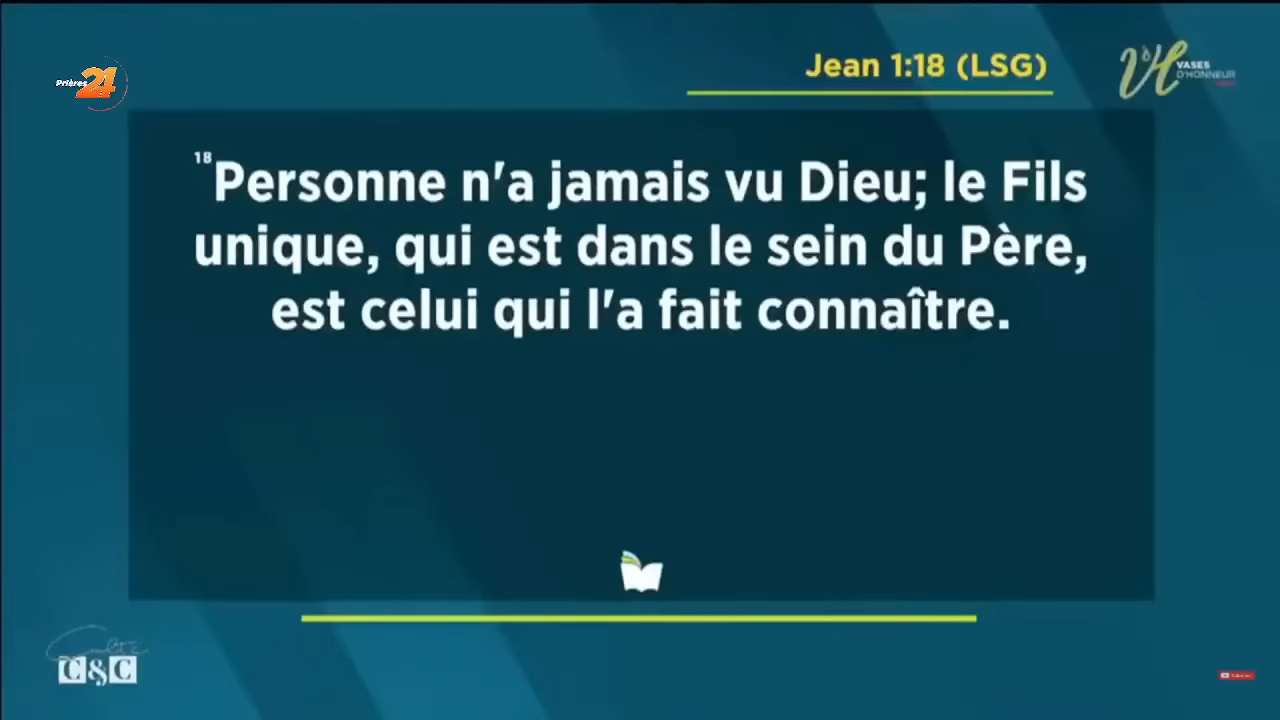 Prières 21
Jean 1:18 (LSG)
VASES
D'HONNEUR
18 Personne n'a jamais vu Dieu; le Fils
unique, qui est dans le sein du Père,
est celui qui l'a fait connaître.
C&C